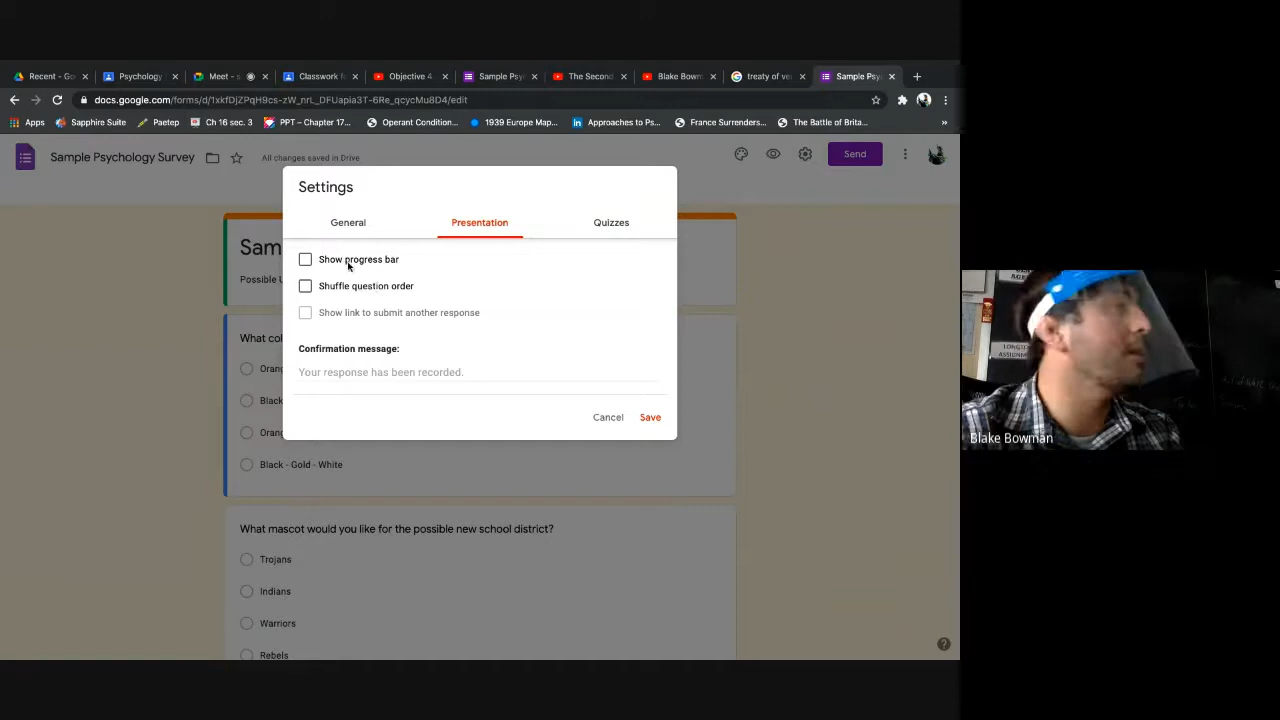 Recent - Go
Psychology
Meet - s
Classwork f
Objective 4
Sample Psy
The Second
Blake Bowm
treaty of ve
Sample Psy
docs.google.com/forms/d/1xkfDjZPqH9cs-zW_nrL_DFUapia3T-6Re_qcycMu8D4/edit
Apps
Sapphire Suite
Paetep
Ch 16 sec. 3
PPT – Chapter 17...
Operant Condition...
1939 Europe Map...
Approaches to Ps...
France Surrenders...
The Battle of Brita...
»
Sample Psychology Survey
All changes saved in Drive
Send
Settings
General
Presentation
Quizzes
Show progress bar
Shuffle question order
Show link to submit another response
Confirmation message:
Your response has been recorded.
Cancel
Save
Sam
Possible U
What col
Orang
Black
Orang
Black - Gold - White
What mascot would you like for the possible new school district?
Trojans
Indians
Warriors
Rebels
LONGT
ASSIGNM
Blake Bowman